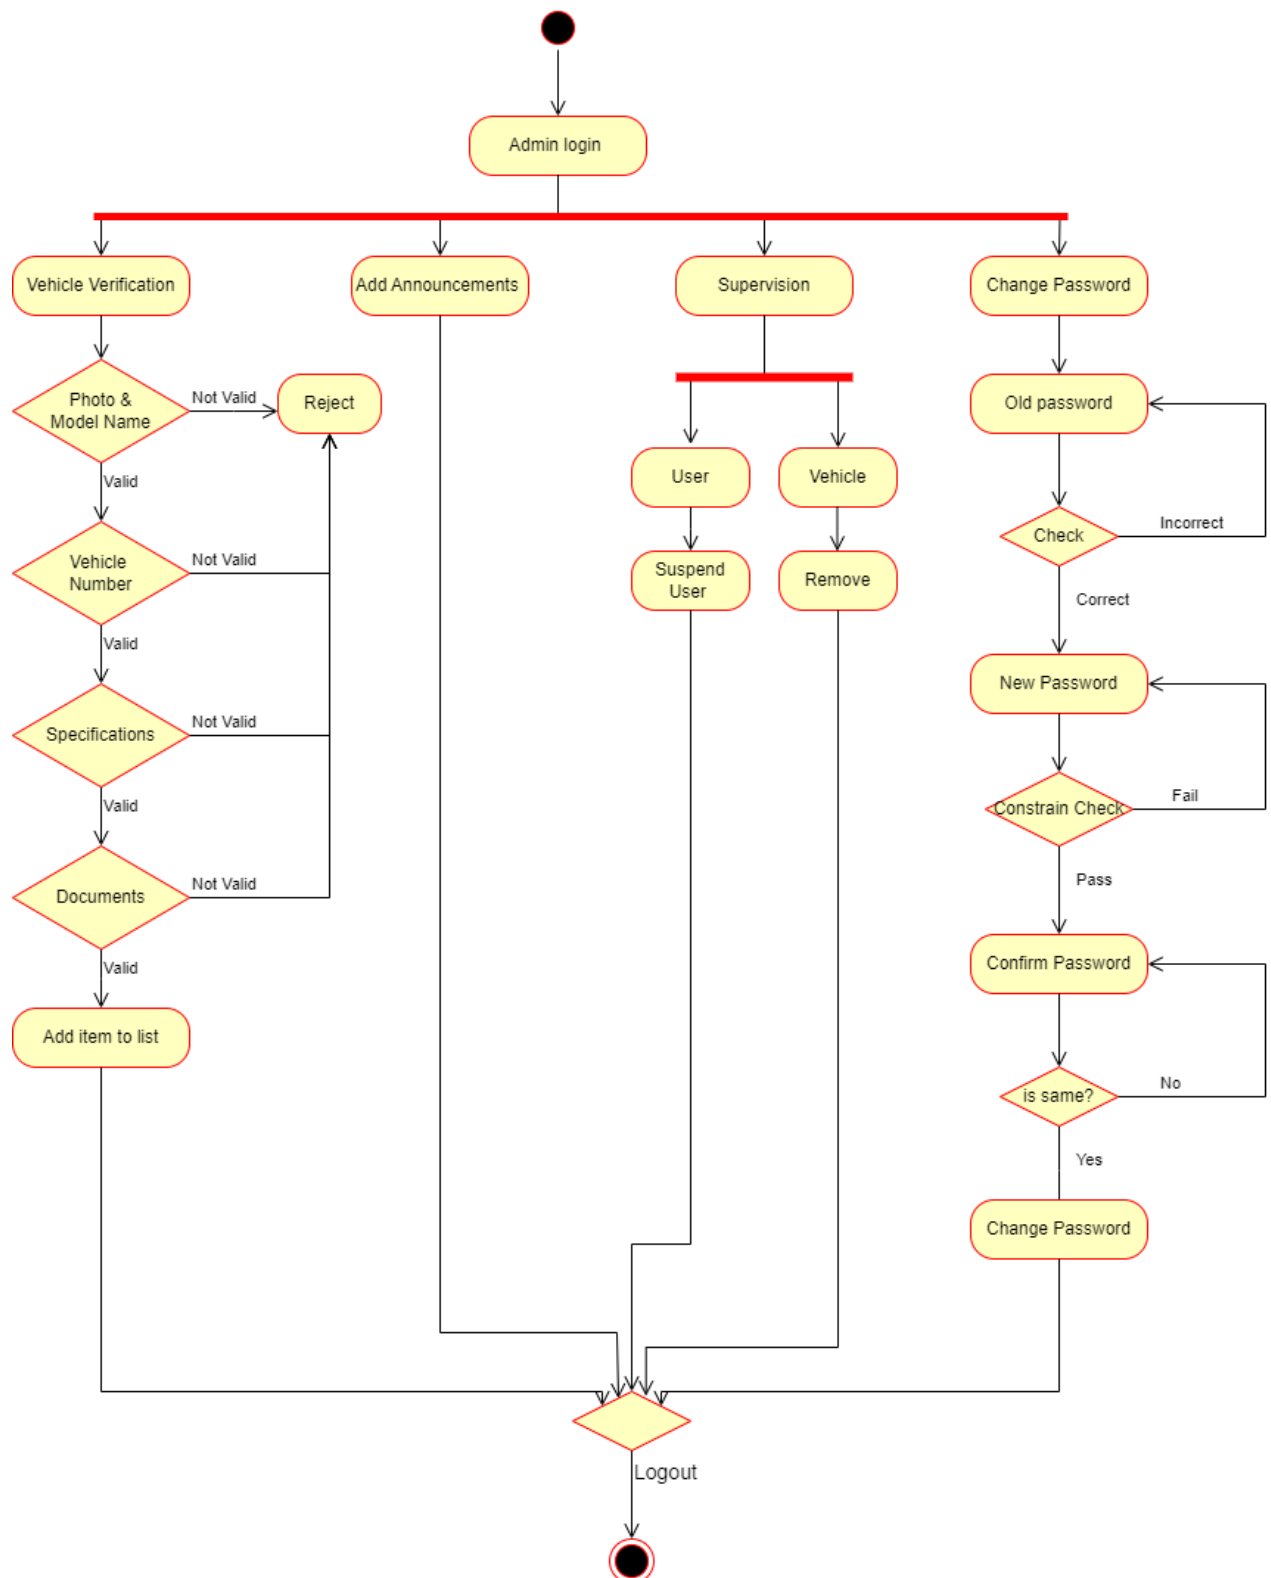 Admin login
Vehicle Verification
Add Announcements
Supervision
Change Password
Photo &
Model Name
Not Valid
Reject
Old password
Valid
User
Vehicle
Incorrect
Check
Vehicle
Number
Not Valid
Suspend
User
Remove
Correct
Valid
New Password
Specifications
Not Valid
Valid
Constrain Check
Fail
Pass
Documents
Not Valid
Valid
Confirm Password
Add item to list
is same?
No
Yes
Change Password
Logout